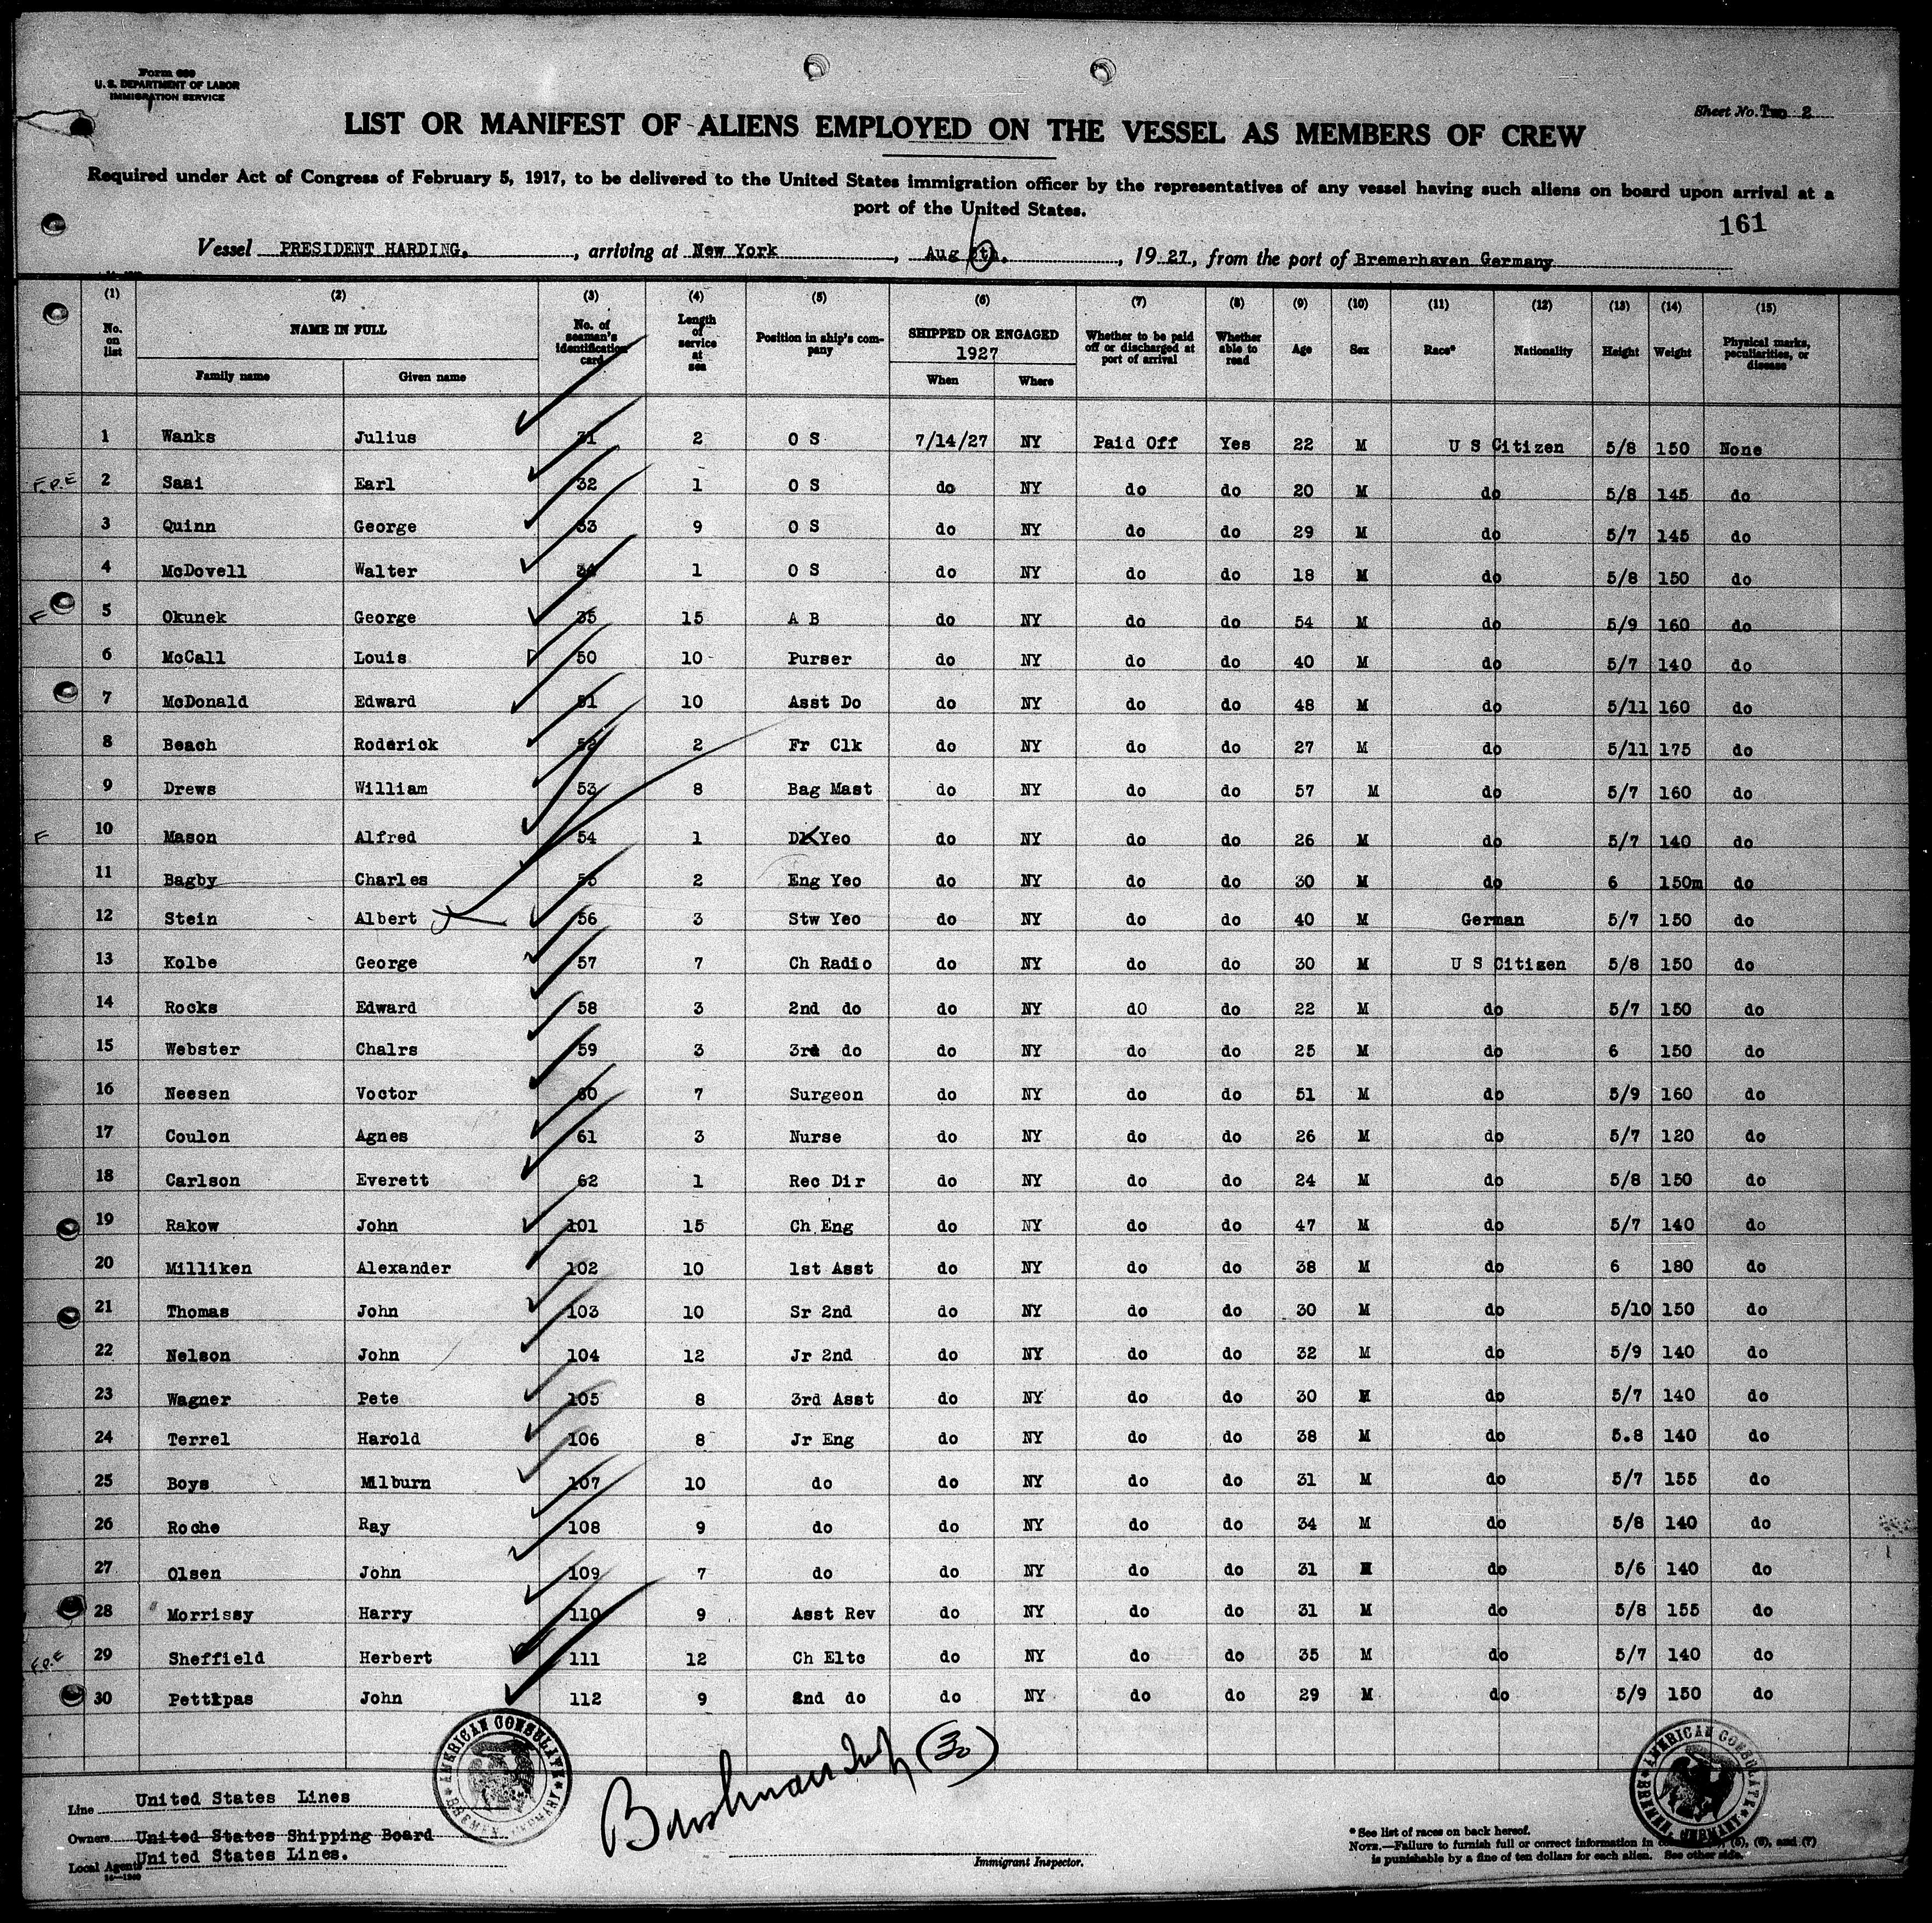 Form 680
U. S. DEPARTMENT OF LABOR
IMMIGRATION SERVICE
Sheet No. Two 2
LIST OR MANIFEST OF ALIENS EMPLOYED ON THE VESSEL AS MEMBERS OF CREW
Required under Act of Congress of February 5, 1917, to be delivered to the United States immigration officer by the representatives of any vessel having such aliens on board upon arrival at a
port of the United States.
161
Vessel PRESIDENT HARDING, arriving at New York, Aug 6th, 1927, from the port of Bremerhaven Germany
(1) (2) (3) (4) (5) (6) (7) (8) (9) (10) (11) (12) (13) (14) (15)
No. on list NAME IN FULL No. of seaman's identification card Length of service at sea Position in ship's company SHIPPED OR ENGAGED 1927 Whether to be paid off or discharged at port of arrival Whether able to read Age Sex Race* Nationality Height Weight Physical marks, peculiarities, or disease
Family name Given name When Where
1 Wanks Julius 31 2 O S 7/14/27 NY Paid Off Yes 22 M U S Citizen 5/8 150 None
F.P.E 2 Saai Earl 32 1 O S do NY do do 20 M do 5/8 145 do
3 Quinn George 33 9 O S do NY do do 29 M do 5/7 145 do
4 McDovell Walter 34 1 O S do NY do do 18 M do 5/8 150 do
F 5 Okunek George 35 15 A B do NY do do 54 M do 5/9 160 do
6 McCall Louis 50 10 Purser do NY do do 40 M do 5/7 140 do
7 McDonald Edward 51 10 Asst Do do NY do do 48 M do 5/11 160 do
8 Beach Roderick 52 2 Fr Clk do NY do do 27 M do 5/11 175 do
9 Drews William 53 8 Bag Mast do NY do do 57 M do 5/7 160 do
F 10 Mason Alfred 54 1 Dk Yeo do NY do do 26 M do 5/7 140 do
11 Bagby Charles 55 2 Eng Yeo do NY do do 30 M do 6 150m do
12 Stein Albert 56 3 Stw Yeo do NY do do 40 M German 5/7 150 do
13 Kolbe George 57 7 Ch Radio do NY do do 30 M U S Citizen 5/8 150 do
14 Rocks Edward 58 3 2nd do do NY dO do 22 M do 5/7 150 do
15 Webster Chalrs 59 3 3rd do do NY do do 25 M do 6 150 do
16 Neesen Voctor 60 7 Surgeon do NY do do 51 M do 5/9 160 do
17 Coulon Agnes 61 3 Nurse do NY do do 26 M do 5/7 120 do
18 Carlson Everett 62 1 Rec Dir do NY do do 24 M do 5/8 150 do
19 Rakow John 101 15 Ch Eng do NY do do 47 M do 5/7 140 do
20 Milliken Alexander 102 10 1st Asst do NY do do 38 M do 6 180 do
21 Thomas John 103 10 Sr 2nd do NY do do 30 M do 5/10 150 do
22 Nelson John 104 12 Jr 2nd do NY do do 32 M do 5/9 140 do
23 Wagner Pete 105 8 3rd Asst do NY do do 30 M do 5/7 140 do
24 Terrel Harold 106 8 Jr Eng do NY do do 38 M do 5.8 140 do
25 Boys Milburn 107 10 do do NY do do 31 M do 5/7 155 do
26 Roche Ray 108 9 do do NY do do 34 M do 5/8 140 do
27 Olsen John 109 7 do do NY do do 31 M do 5/6 140 do
28 Morrissy Harry 110 9 Asst Rev do NY do do 31 M do 5/8 155 do
F.P.E 29 Sheffield Herbert 111 12 Ch Eltc do NY do do 35 M do 5/7 140 do
30 Pettipas John 112 9 2nd do do NY do do 29 M do 5/9 150 do
AMERICAN CONSULATE BREMEN, GERMANY
(30)
AMERICAN CONSULATE BREMEN, GERMANY
Line United States Lines
Owners United States Shipping Board
Local Agents United States Lines.
Immigrant Inspector.
* See list of races on back hereof.
NOTE.—Failure to furnish full or correct information in (5), (6), and (7)
is punishable by a fine of ten dollars for each alien. See other side.